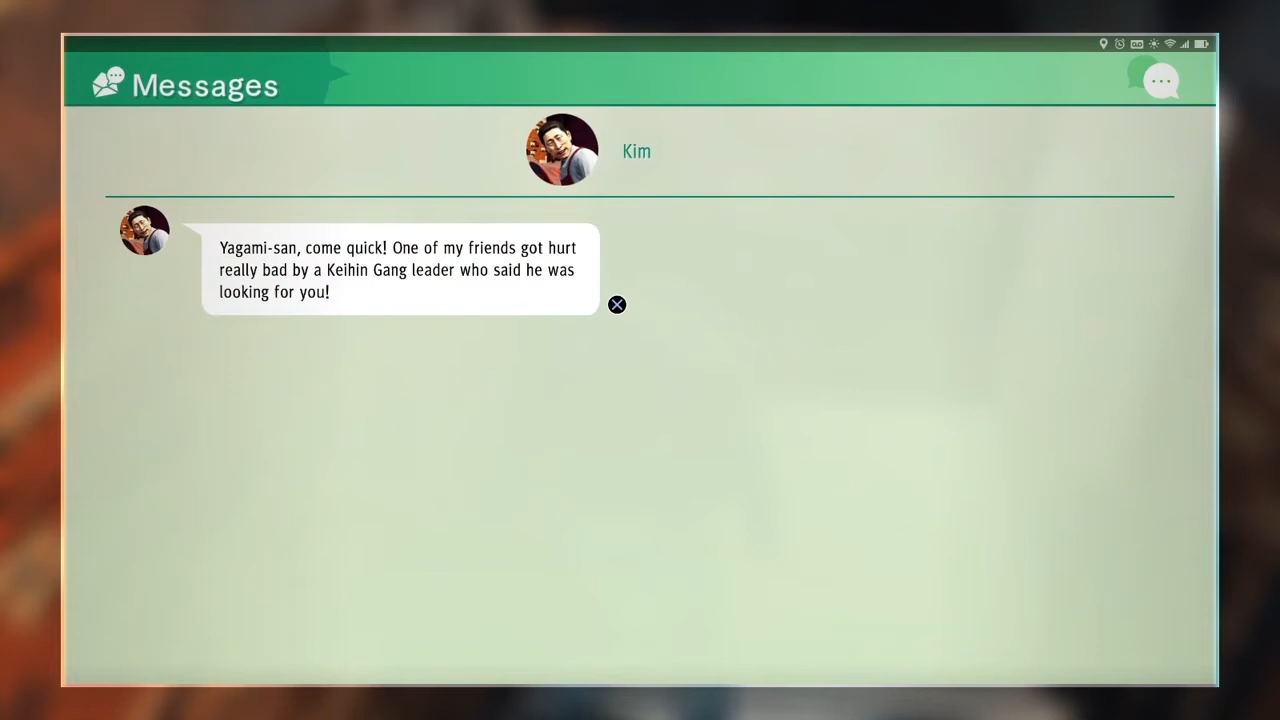 Messages
Kim
Yagami-san, come quick! One of my friends got hurt
really bad by a Keihin Gang leader who said he was
looking for you!